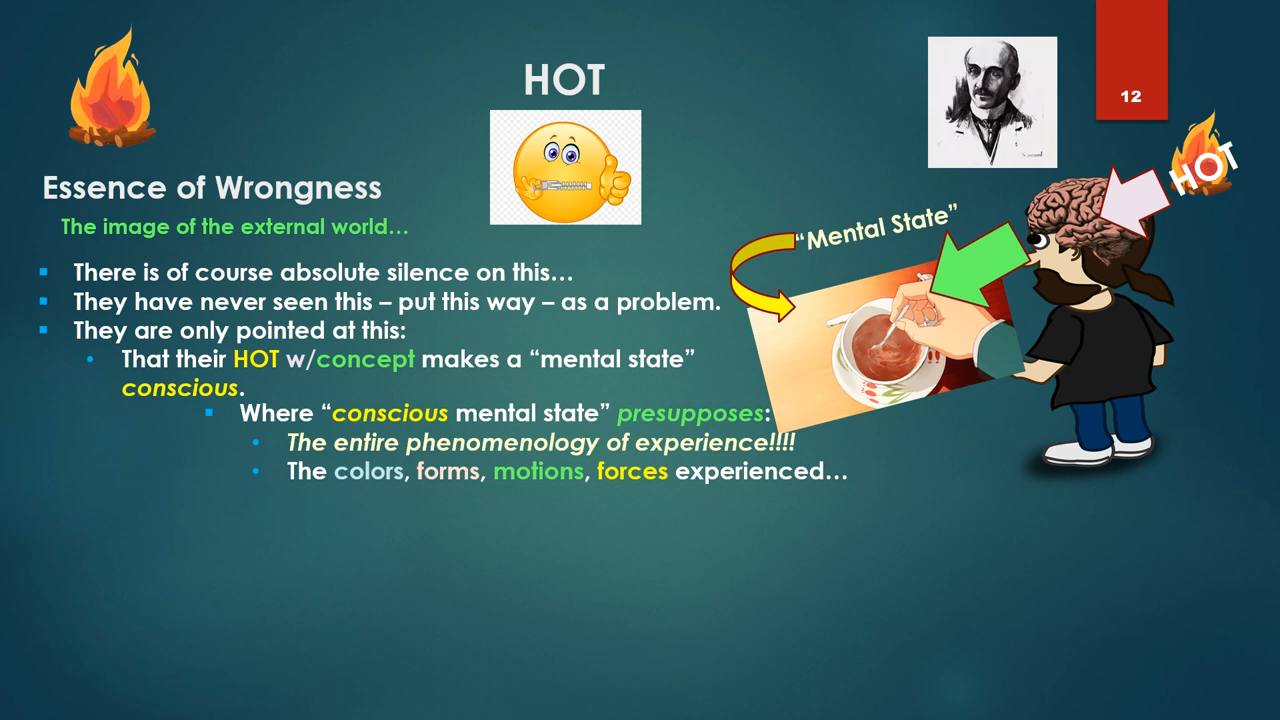 HOT
12
HOT
Essence of Wrongness
The image of the external world…
“Mental State”
There is of course absolute silence on this…
They have never seen this – put this way – as a problem.
They are only pointed at this:
That their HOT w/concept makes a “mental state”
conscious.
Where “conscious mental state” presupposes:
The entire phenomenology of experience!!!!
The colors, forms, motions, forces experienced…